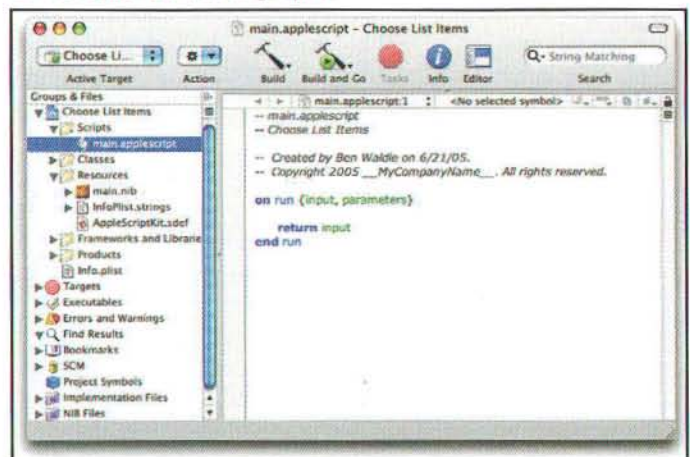 main.applescript – Choose List Items
Choose Li...
Active Target
Action
Build
Build and Go
Tasks
Info
Editor
String Matching
Search
Groups & Files
Choose List Items
Scripts
main.applescript
Classes
Resources
main.nib
InfoPlist.strings
AppleScriptKit.sdef
Frameworks and Librarie
Products
Info.plist
Targets
Executables
Errors and Warnings
Find Results
Bookmarks
SCM
Project Symbols
Implementation Files
NIB Files
main.applescript:1
<No selected symbol>
-- main.applescript
-- Choose List Items
-- Created by Ben Waldie on 6/21/05.
-- Copyright 2005 __MyCompanyName__. All rights reserved.
on run {input, parameters}
return input
end run